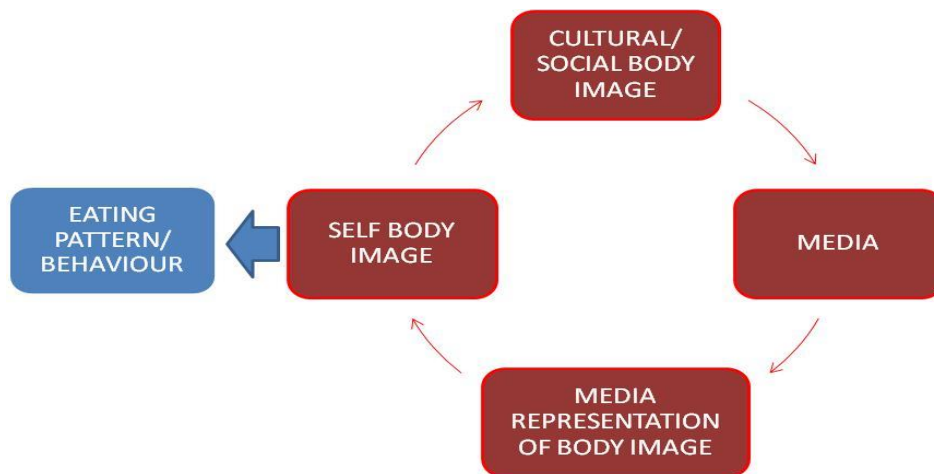 CULTURAL/
SOCIAL BODY
IMAGE
EATING
PATTERN/
BEHAVIOUR
SELF BODY
IMAGE
MEDIA
MEDIA
REPRESENTATION
OF BODY IMAGE